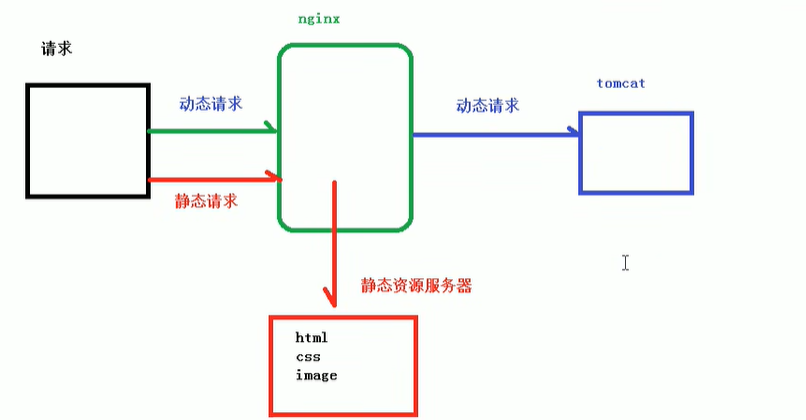 nginx
请求
动态请求
静态请求
动态请求
tomcat
静态资源服务器
html
css
image